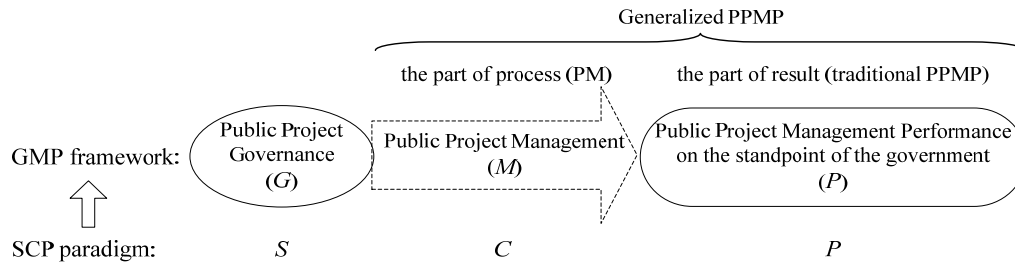 Generalized PPMP
the part of process (PM)
the part of result (traditional PPMP)
GMP framework:
Public Project
Governance
(G)
Public Project Management
(M)
Public Project Management Performance
on the standpoint of the government
(P)
SCP paradigm:
S
C
P